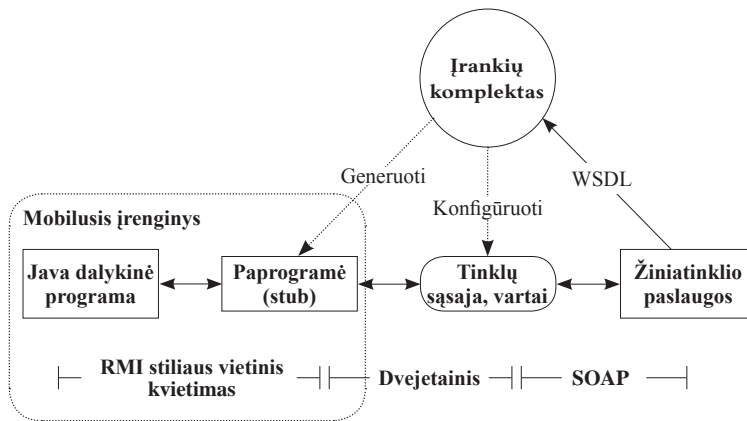 Įrankių
komplektas
Generuoti
WSDL
Konfigūruoti
Mobilusis įrenginys
Java dalykinė
programa
Paprogramė
(stub)
Tinklų
sąsaja, vartai
Žiniatinklio
paslaugos
RMI stiliaus vietinis
kvietimas
Dvejetainis
SOAP